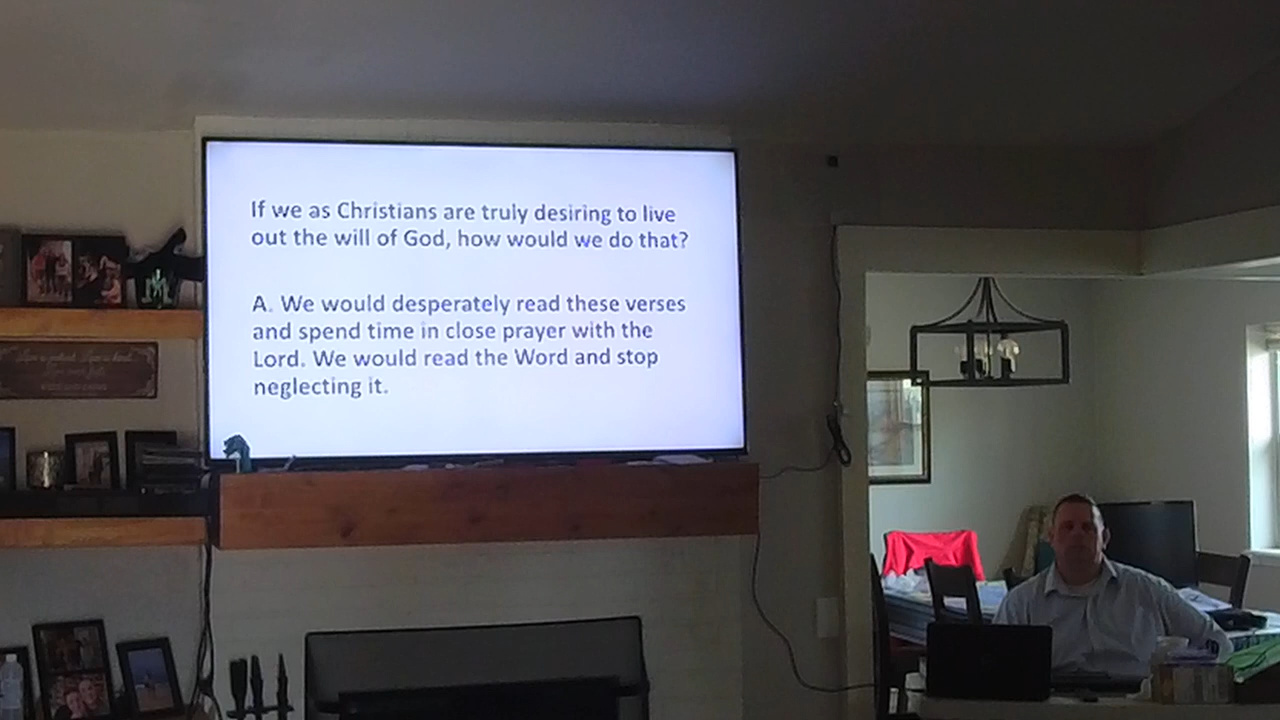 If we as Christians are truly desiring to live
out the will of God, how would we do that?
A. We would desperately read these verses
and spend time in close prayer with the
Lord. We would read the Word and stop
neglecting it.